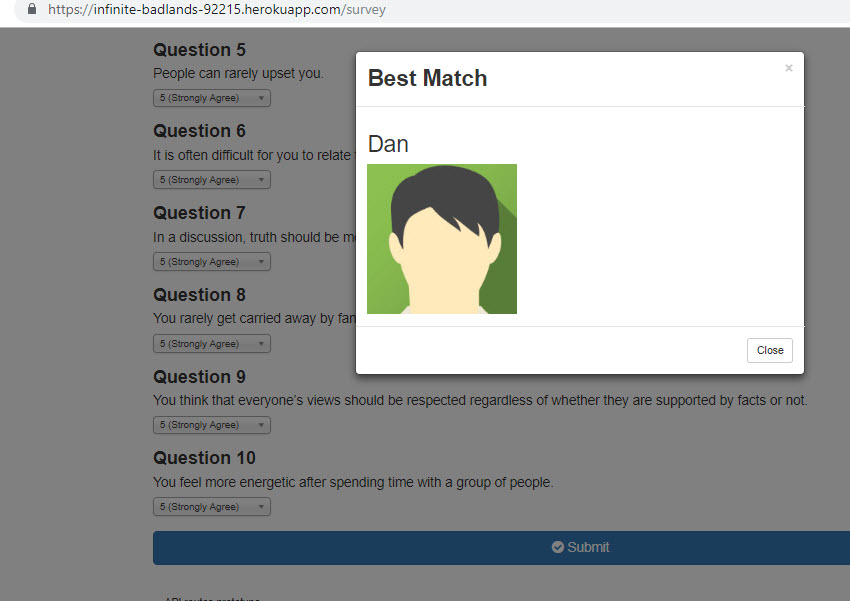 https://infinite-badlands-92215.herokuapp.com/survey
Question 5
People can rarely upset you.
5 (Strongly Agree)
Question 6
It is often difficult for you to relate
5 (Strongly Agree)
Question 7
In a discussion, truth should be
5 (Strongly Agree)
Question 8
You rarely get carried away by
5 (Strongly Agree)
Question 9
You think that everyone's views should be respected regardless of whether they are supported by facts or not.
5 (Strongly Agree)
Question 10
You feel more energetic after spending time with a group of people.
5 (Strongly Agree)
Submit
Best Match
×
Dan
Close